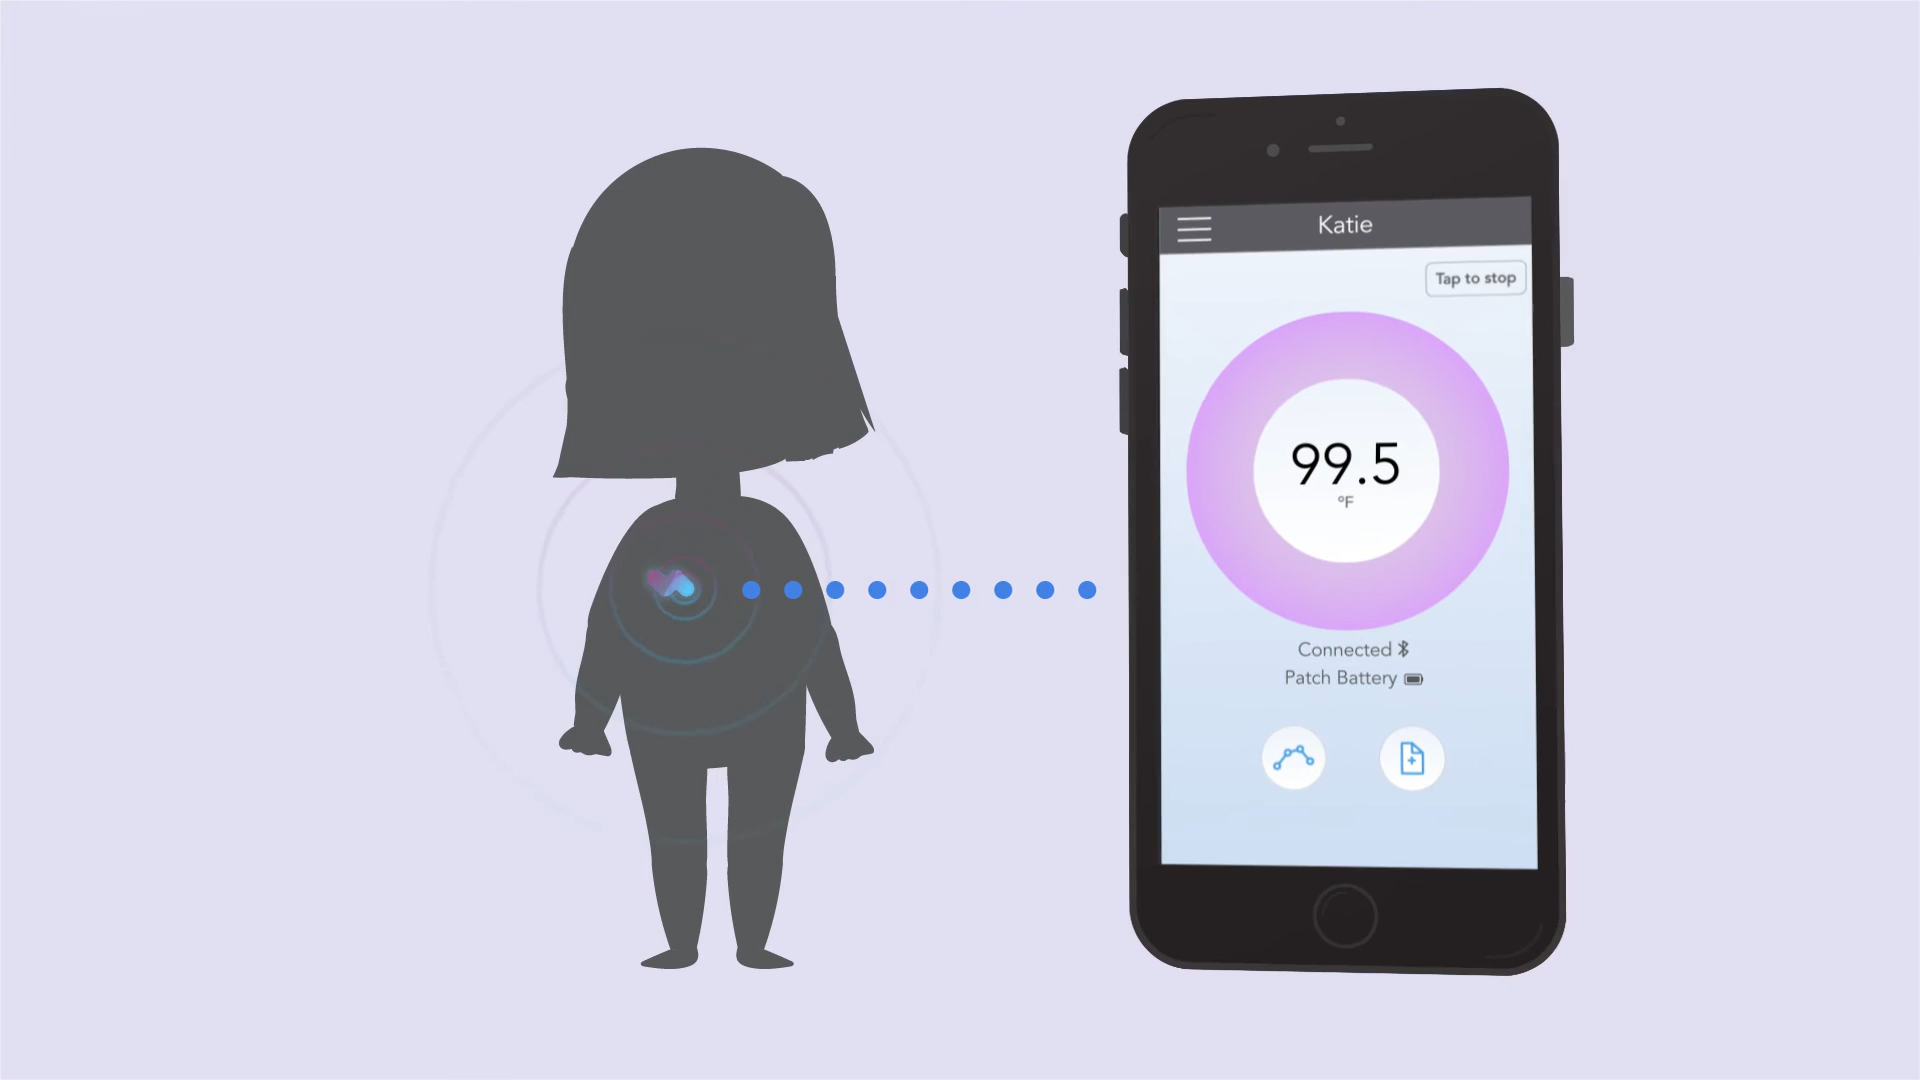 Katie
Tap to stop
99.5
°F
Connected
Patch Battery